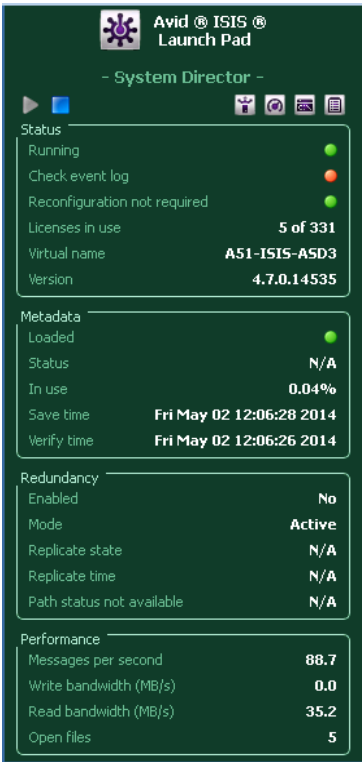 Avid ® ISIS ®
Launch Pad
- System Director -
Status
Running
Check event log
Reconfiguration not required
Licenses in use 5 of 331
Virtual name A51-ISIS-ASD3
Version 4.7.0.14535
Metadata
Loaded
Status N/A
In use 0.04%
Save time Fri May 02 12:06:28 2014
Verify time Fri May 02 12:06:26 2014
Redundancy
Enabled No
Mode Active
Replicate state N/A
Replicate time N/A
Path status not available N/A
Performance
Messages per second 88.7
Write bandwidth (MB/s) 0.0
Read bandwidth (MB/s) 35.2
Open files 5